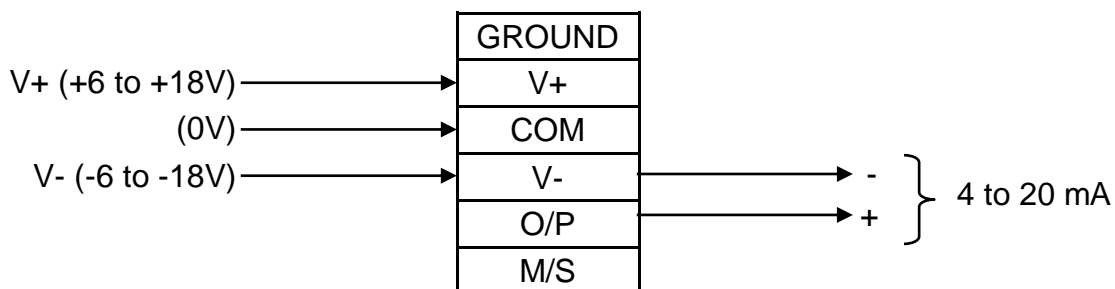 GROUND
V+ (+6 to +18V)
V+
(0V)
COM
V- (-6 to -18V)
V-
-
4 to 20 mA
O/P
+
M/S